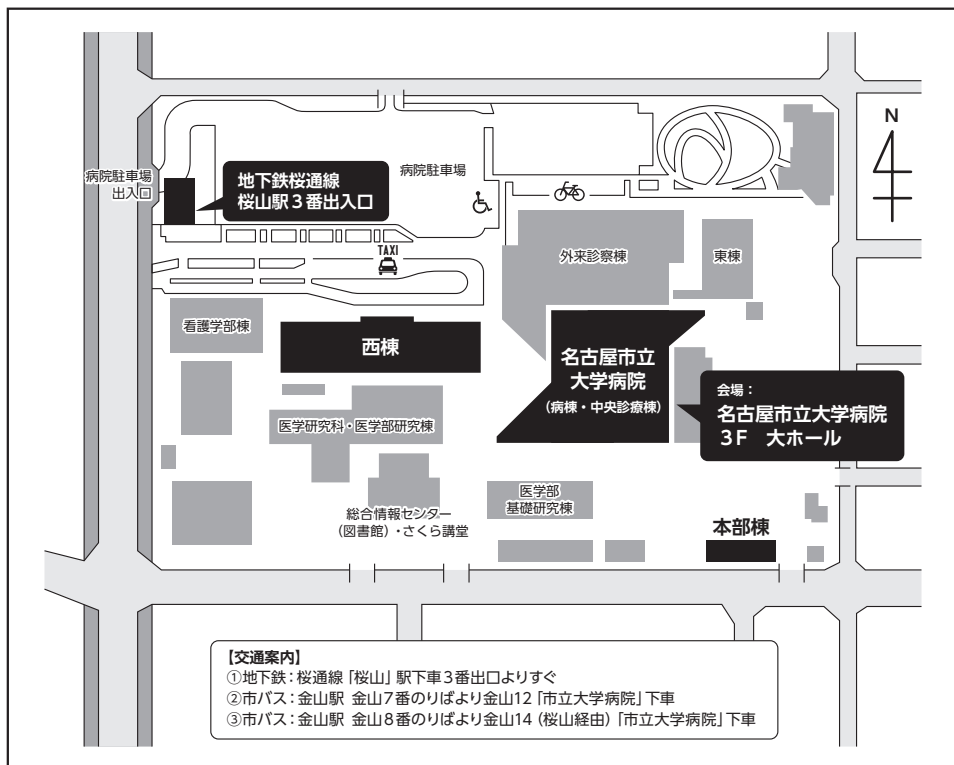 N
病院駐車場
出入口
地下鉄桜通線
桜山駅３番出入口
病院駐車場
TAXI
外来診察棟
東棟
看護学部棟
西棟
名古屋市立
大学病院
(病棟・中央診療棟)
会場：
名古屋市立大学病院
３F　大ホール
医学研究科・医学部研究棟
総合情報センター
（図書館）・さくら講堂
医学部
基礎研究棟
本部棟
【交通案内】
①地下鉄：桜通線「桜山」駅下車３番出口よりすぐ
②市バス：金山駅 金山７番のりばより金山12「市立大学病院」下車
③市バス：金山駅 金山８番のりばより金山14（桜山経由）「市立大学病院」下車